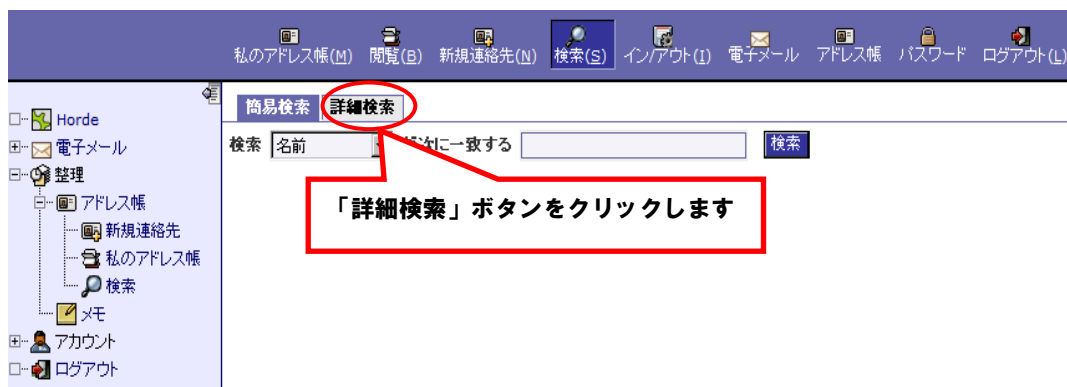 私のアドレス帳(M) 閲覧(B) 新規連絡先(N) 検索(S) イン/アウト(I) 電子メール アドレス帳 パスワード ログアウト(L)
Horde
電子メール
整理
アドレス帳
新規連絡先
私のアドレス帳
検索
メモ
アカウント
ログアウト
簡易検索 詳細検索
検索 名前 次に一致する 検索
「詳細検索」ボタンをクリックします